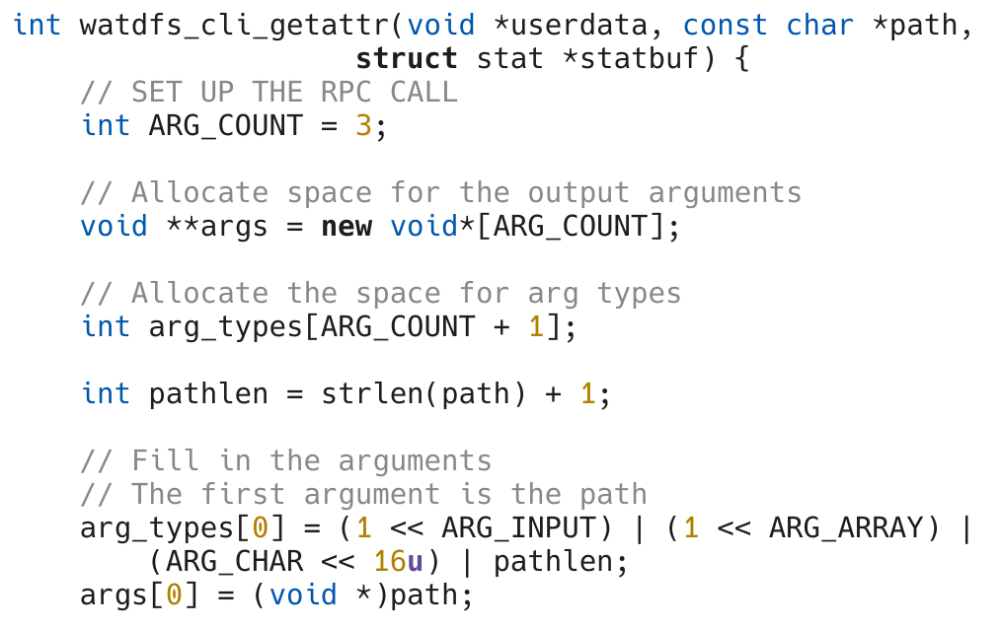 int watdfs_cli_getattr(void *userdata, const char *path,
                    struct stat *statbuf) {
    // SET UP THE RPC CALL
    int ARG_COUNT = 3;

    // Allocate space for the output arguments
    void **args = new void*[ARG_COUNT];

    // Allocate the space for arg types
    int arg_types[ARG_COUNT + 1];

    int pathlen = strlen(path) + 1;

    // Fill in the arguments
    // The first argument is the path
    arg_types[0] = (1 << ARG_INPUT) | (1 << ARG_ARRAY) |
        (ARG_CHAR << 16u) | pathlen;
    args[0] = (void *)path;